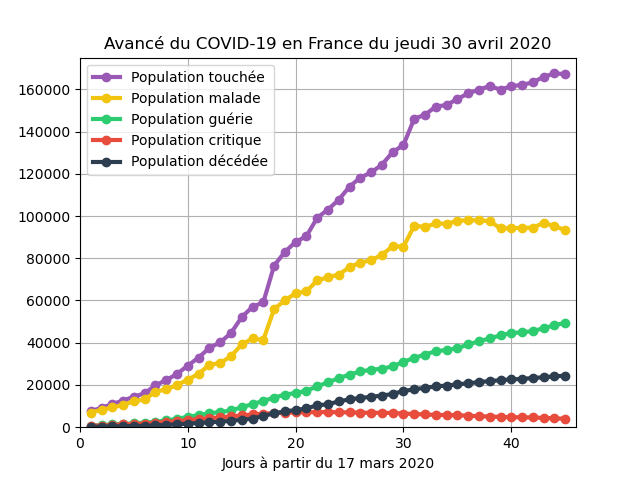 Avancé du COVID-19 en France du jeudi 30 avril 2020
Population touchée
Population malade
Population guérie
Population critique
Population décédée
160000
140000
120000
100000
80000
60000
40000
20000
0
0 10 20 30 40
Jours à partir du 17 mars 2020